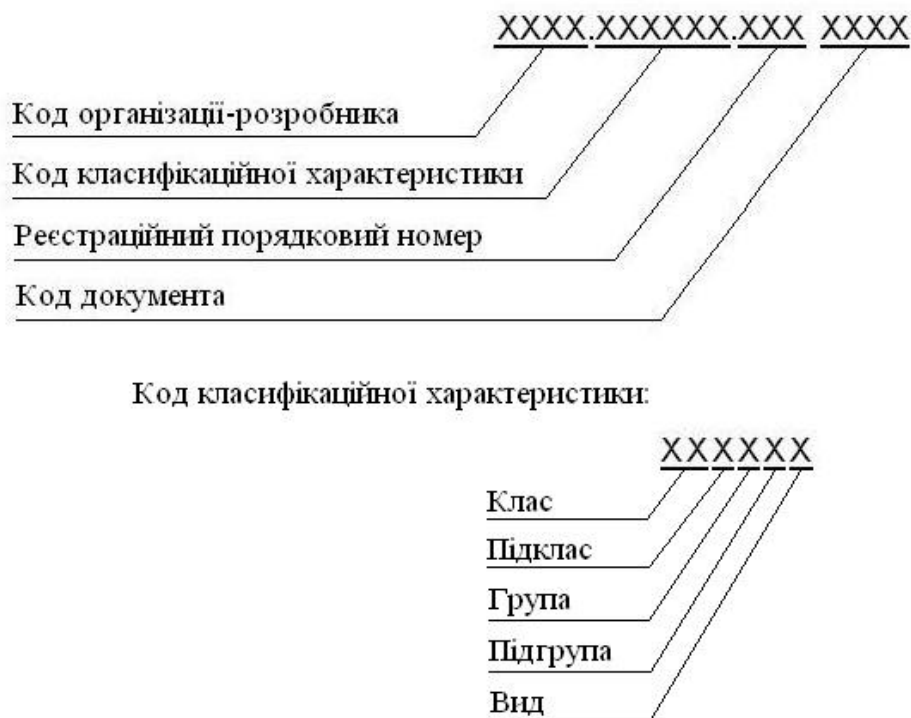 XXXX.XXXXXX.XXX XXXX
Код організації-розробника
Код класифікаційної характеристики
Реєстраційний порядковий номер
Код документа
Код класифікаційної характеристики:
XXXXXX
Клас
Підклас
Група
Підгрупа
Вид